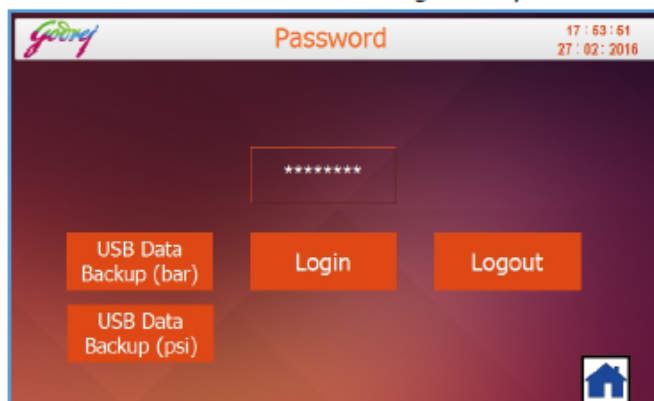 Godrej
Password
17 : 53 : 51
27 : 02 : 2016
********
USB Data
Backup (bar)
Login
Logout
USB Data
Backup (psi)